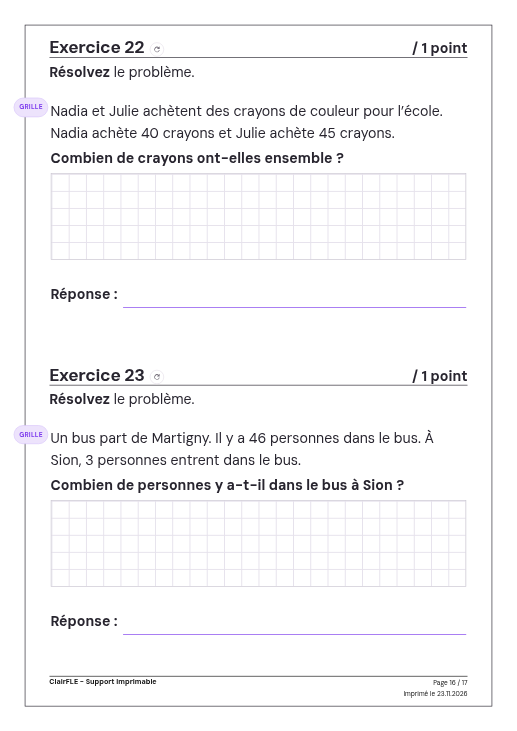 Exercice 22
/ 1 point
Résolvez le problème.
GRILLE
Nadia et Julie achètent des crayons de couleur pour l’école.
Nadia achète 40 crayons et Julie achète 45 crayons.
Combien de crayons ont-elles ensemble ?
Réponse :
Exercice 23
/ 1 point
Résolvez le problème.
GRILLE
Un bus part de Martigny. Il y a 46 personnes dans le bus. À
Sion, 3 personnes entrent dans le bus.
Combien de personnes y a-t-il dans le bus à Sion ?
Réponse :
ClairFLE - Support imprimable
Page 16 / 17
Imprimé le 23.11.2026